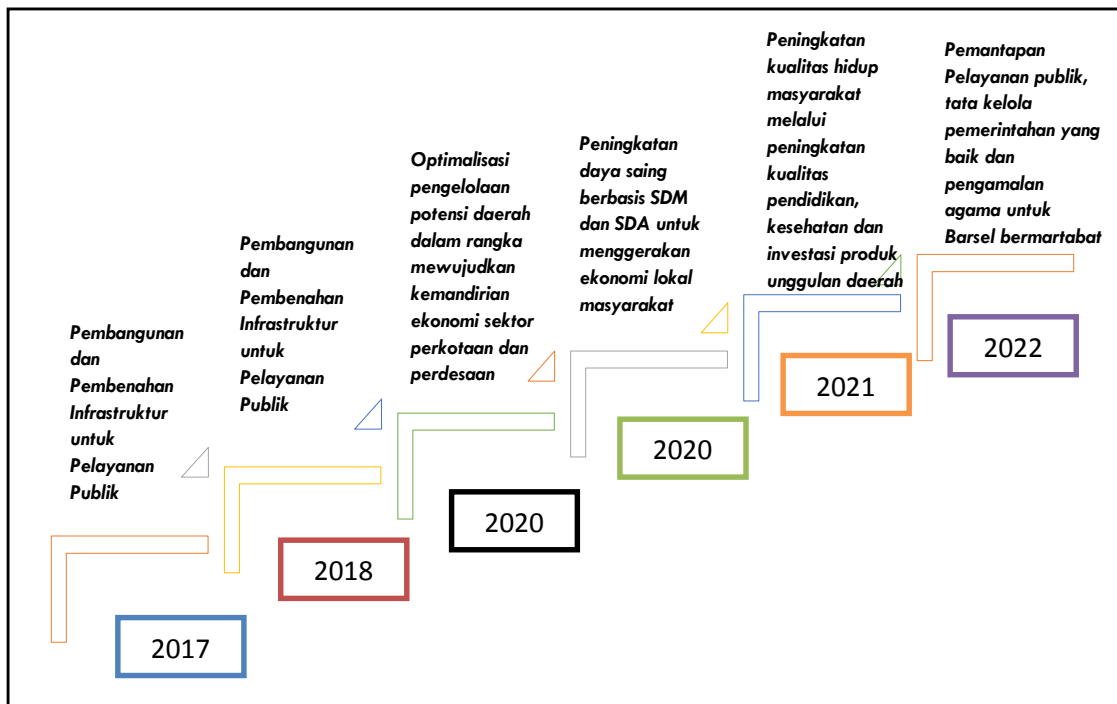 Pembangunan
dan
Pembenahan
Infrastruktur
untuk
Pelayanan
Publik
2017
Pembangunan
dan
Pembenahan
Infrastruktur
untuk
Pelayanan
Publik
2018
Optimalisasi
pengelolaan
potensi daerah
dalam rangka
mewujudkan
kemandirian
ekonomi sektor
perkotaan dan
perdesaan
2020
Peningkatan
daya saing
berbasis SDM
dan SDA untuk
menggerakan
ekonomi lokal
masyarakat
2020
Peningkatan
kualitas hidup
masyarakat
melalui
peningkatan
kualitas
pendidikan,
kesehatan dan
investasi produk
unggulan daerah
2021
Pemantapan
Pelayanan publik,
tata kelola
pemerintahan yang
baik dan
pengamalan
agama untuk
Barsel bermartabat
2022